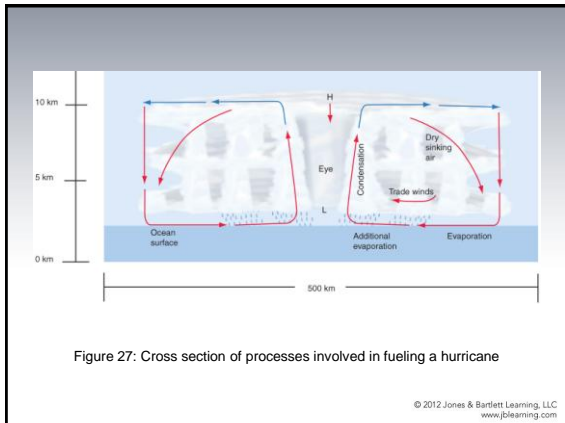 10 km
5 km
0 km
H
Eye
L
Condensation
Dry
sinking
air
Trade winds
Ocean
surface
Additional
evaporation
Evaporation
500 km
Figure 27: Cross section of processes involved in fueling a hurricane
© 2012 Jones & Bartlett Learning, LLC
www.jblearning.com